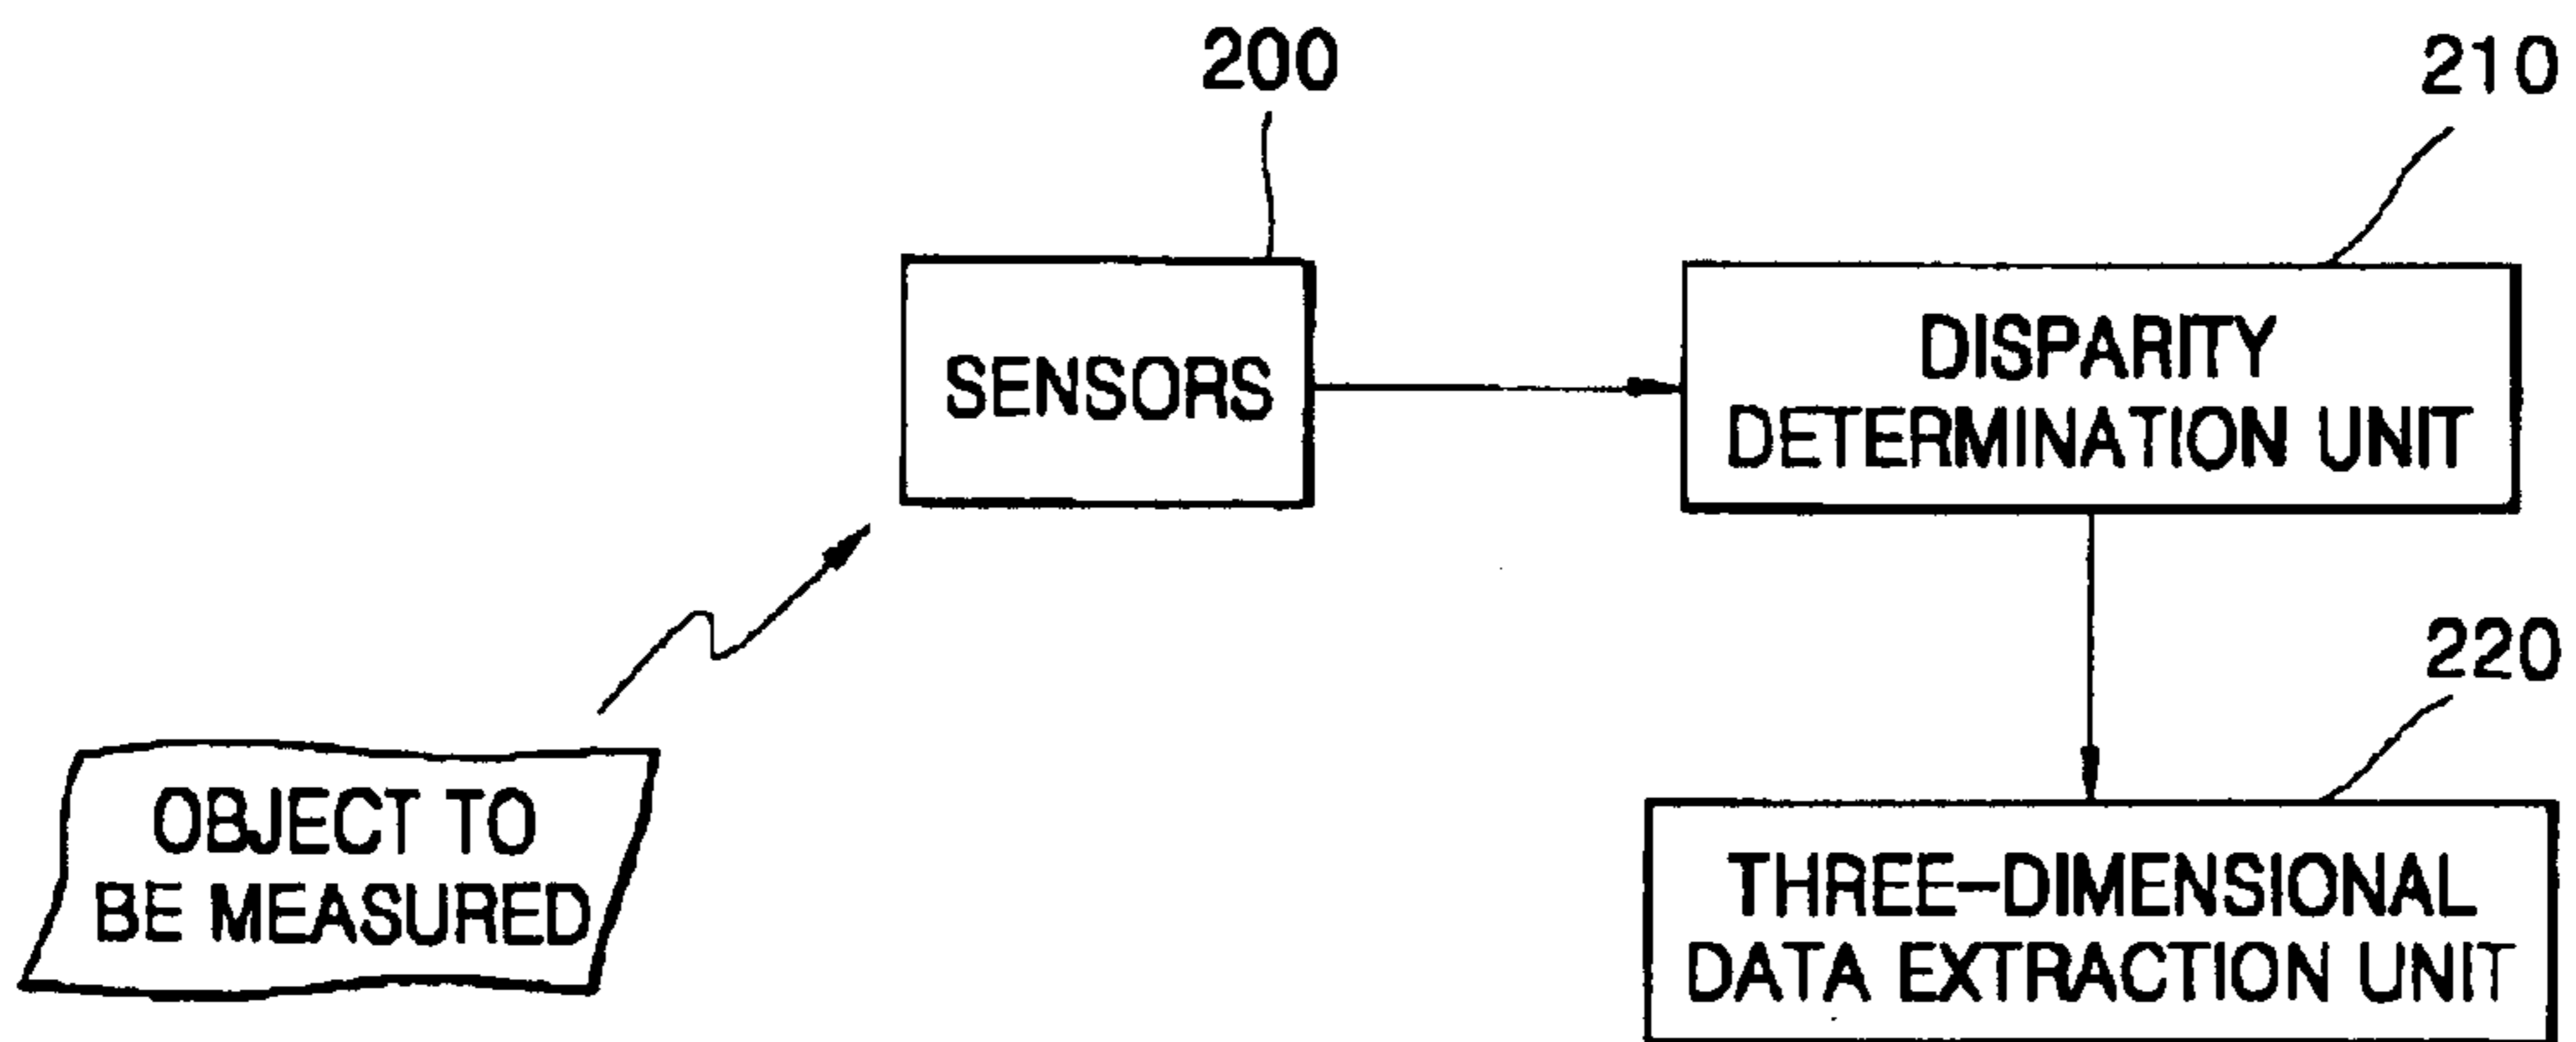 200
210
SENSORS
DISPARITY
DETERMINATION UNIT
220
OBJECT TO
BE MEASURED
THREE-DIMENSIONAL
DATA EXTRACTION UNIT